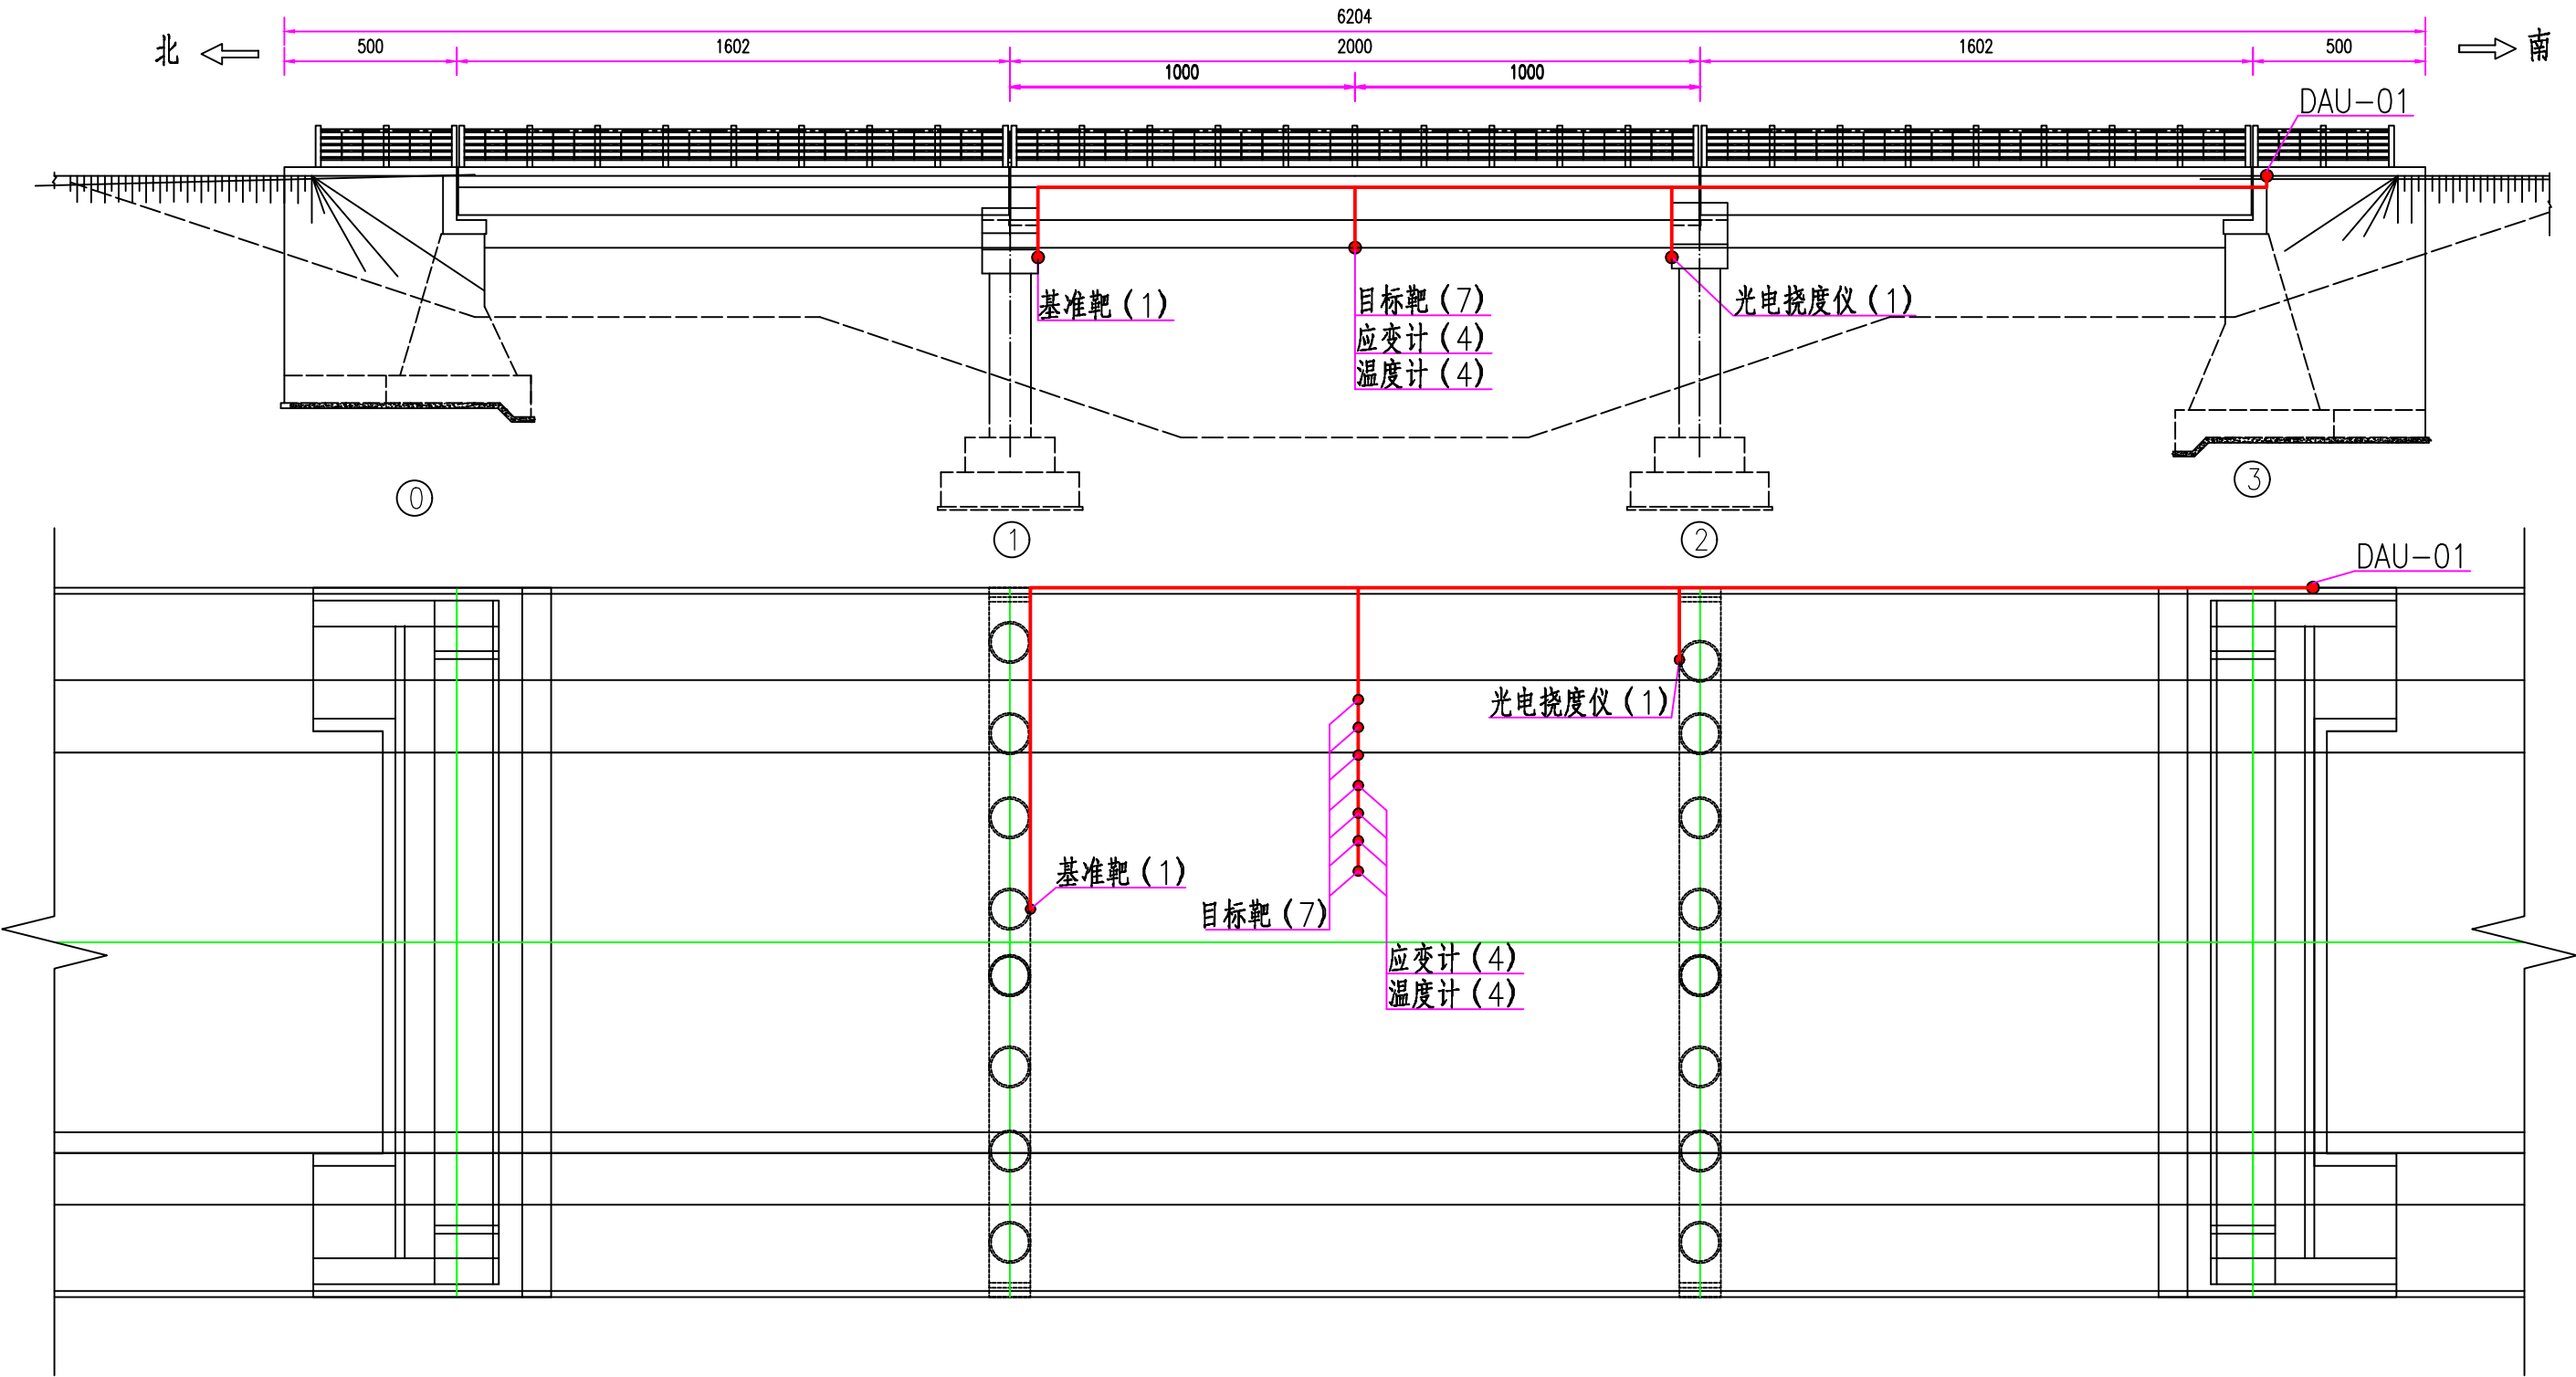 6204
北
500
1602
2000
1602
500
南
1000
1000
DAU-01
基准靶(1)
目标靶(7)
应变计(4)
温度计(4)
光电挠度仪(1)
0
1
2
3
DAU-01
光电挠度仪(1)
基准靶(1)
目标靶(7)
应变计(4)
温度计(4)